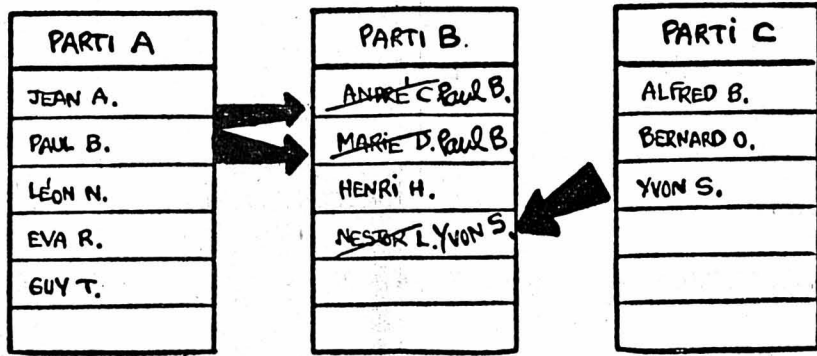 PARTI A
JEAN A.
PAUL B.
LÉON N.
EVA R.
GUY T.
PARTI B.
ANDRÉ C Paul B.
MARIE D. Paul B.
HENRI H.
NESTOR L. YVON S.
PARTI C
ALFRED B.
BERNARD O.
YVON S.